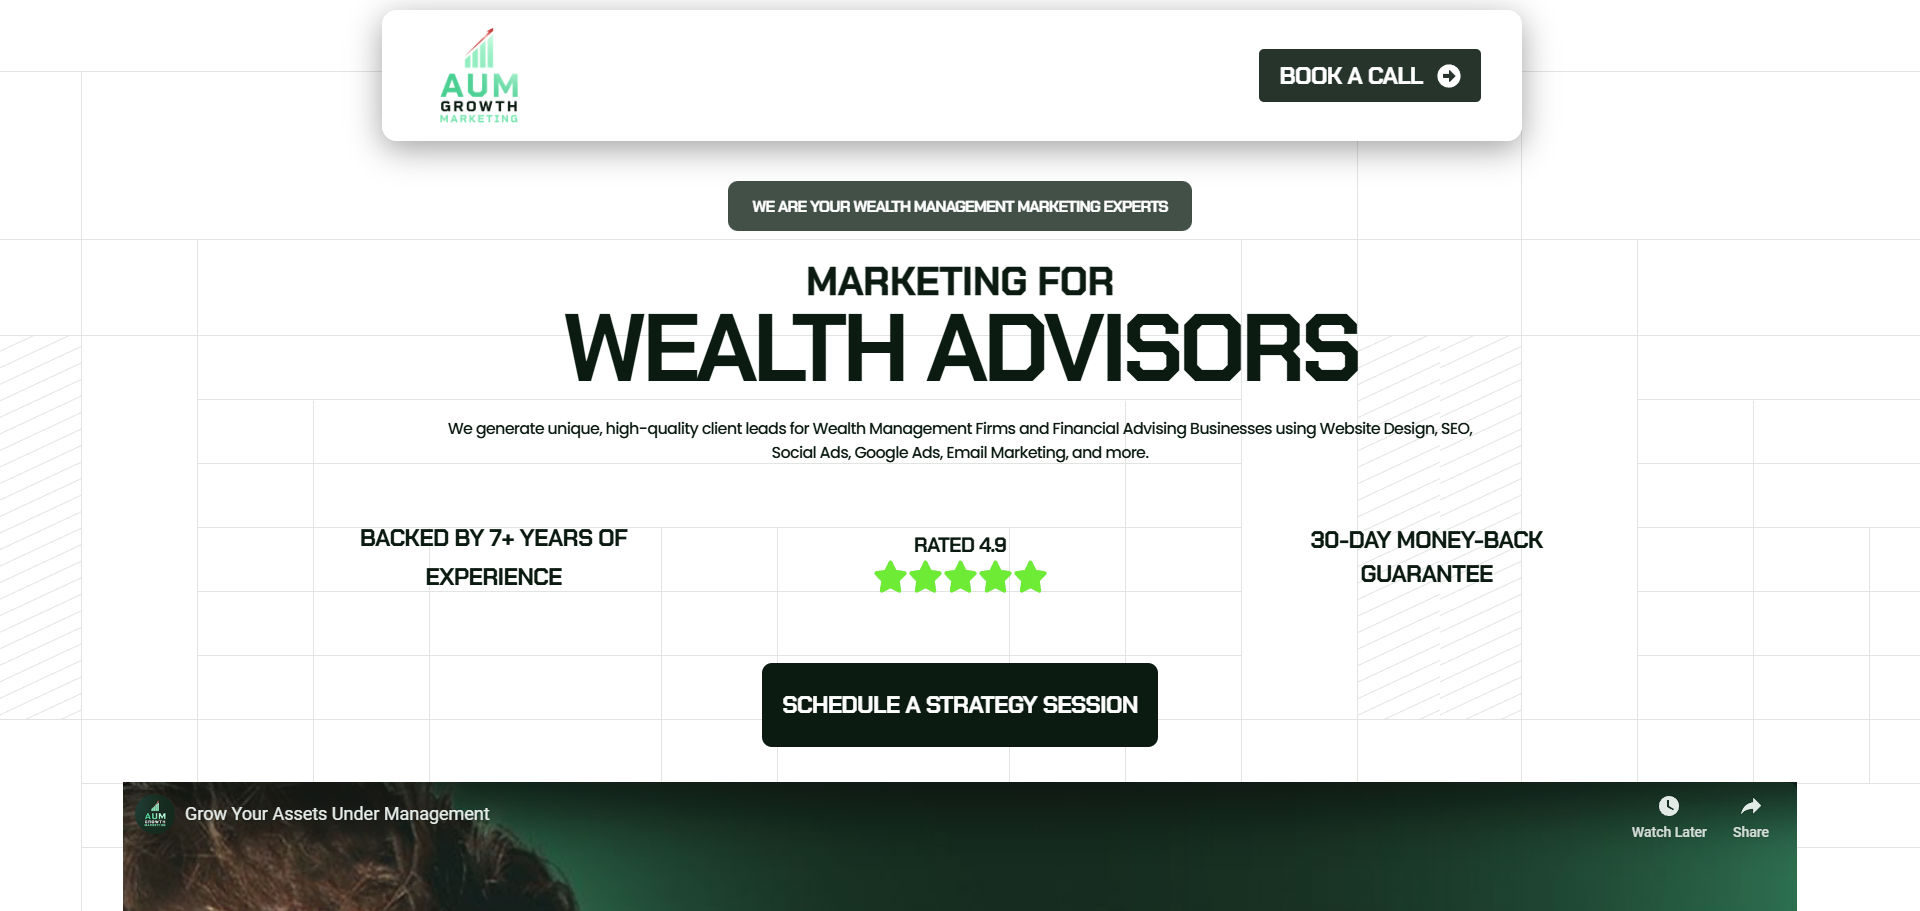 AUM
GROWTH
MARKETING
BOOK A CALL
WE ARE YOUR WEALTH MANAGEMENT MARKETING EXPERTS
MARKETING FOR
WEALTH ADVISORS
We generate unique, high-quality client leads for Wealth Management Firms and Financial Advising Businesses using Website Design, SEO,
Social Ads, Google Ads, Email Marketing, and more.
BACKED BY 7+ YEARS OF
EXPERIENCE
RATED 4.9
30-DAY MONEY-BACK
GUARANTEE
SCHEDULE A STRATEGY SESSION
AUM
GROWTH
MARKETING
Grow Your Assets Under Management
Watch Later
Share